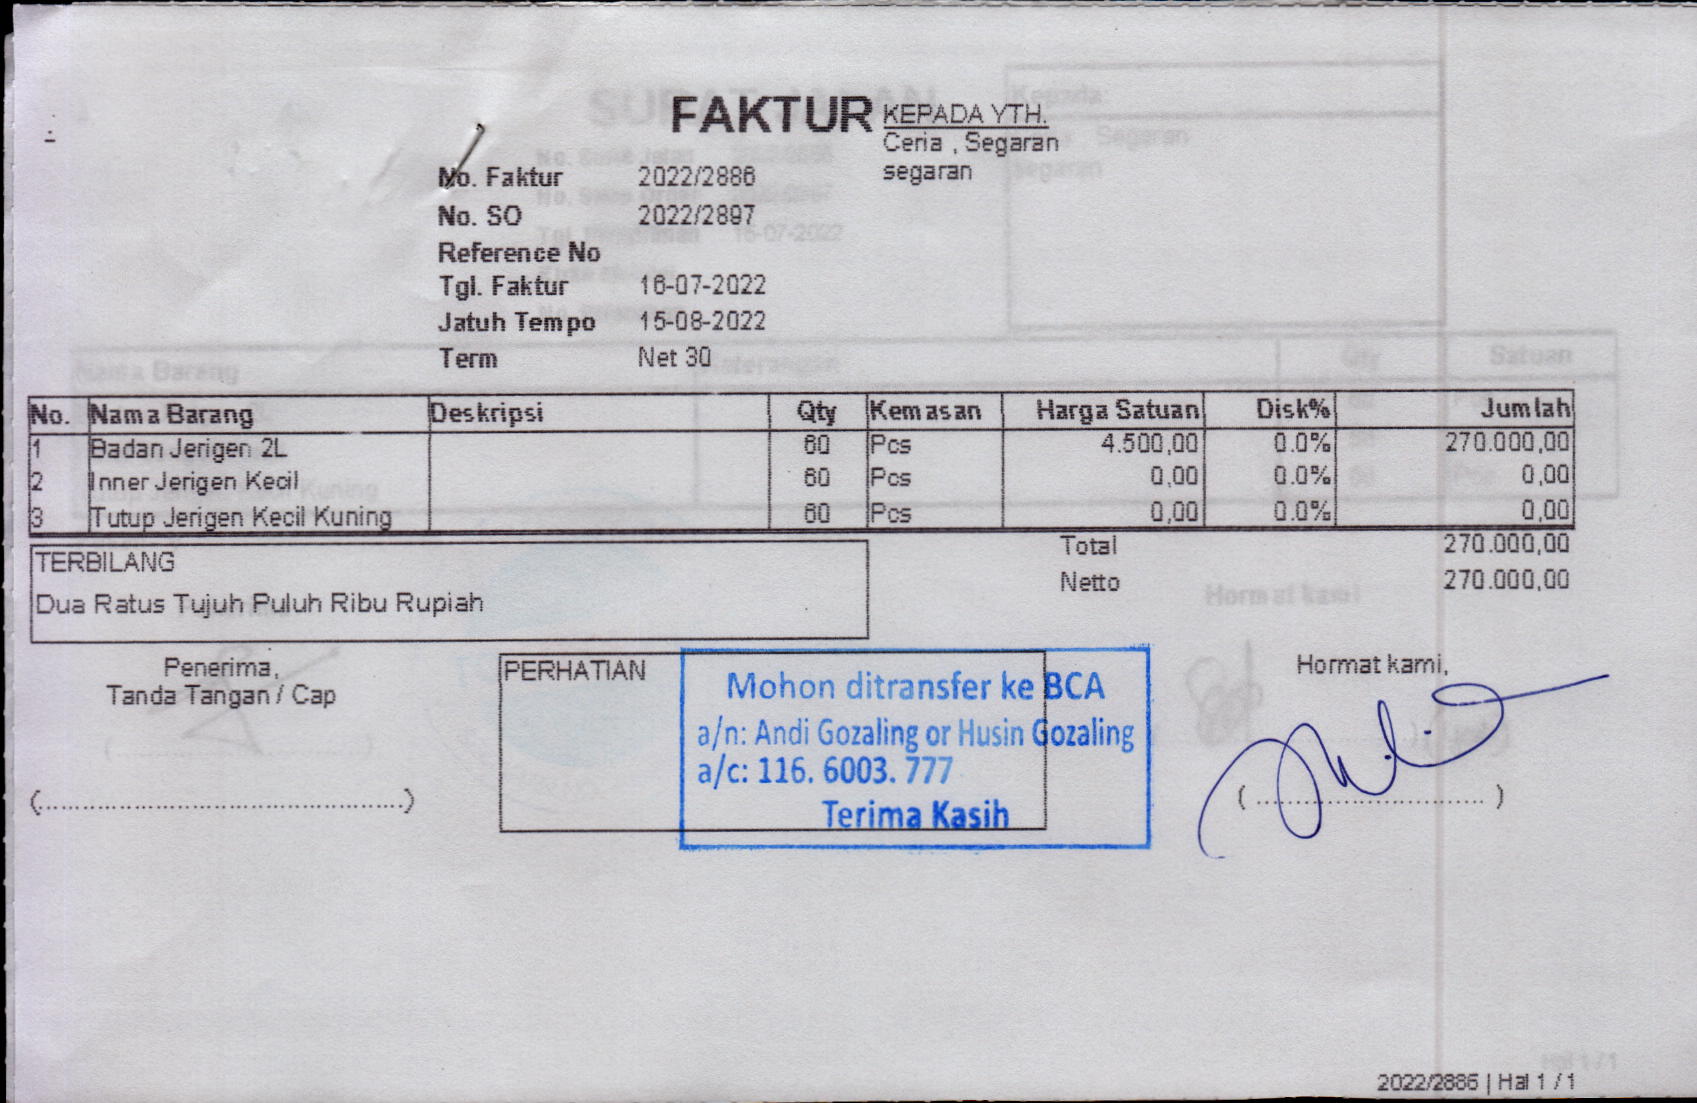 FAKTUR
KEPADA YTH.
Ceria , Segaran
segaran
No. Faktur 2022/2886
No. SO 2022/2897
Reference No
Tgl. Faktur 16-07-2022
Jatuh Tempo 15-08-2022
Term Net 30
No. Nama Barang Deskripsi Qty Kemasan Harga Satuan Disk% Jumlah
1 Badan Jerigen 2L 60 Pcs 4.500,00 0.0% 270.000,00
2 Inner Jerigen Kecil 60 Pcs 0,00 0.0% 0,00
3 Tutup Jerigen Kecil Kuning 60 Pcs 0,00 0.0% 0,00
Total 270.000,00
Netto 270.000,00
TERBILANG
Dua Ratus Tujuh Puluh Ribu Rupiah
Penerima,
Tanda Tangan / Cap
(..............................................)
PERHATIAN
Mohon ditransfer ke BCA
a/n: Andi Gozaling or Husin Gozaling
a/c: 116. 6003. 777
Terima Kasih
Hormat kami,
( .............................. )
2022/2886 | Hal 1 / 1